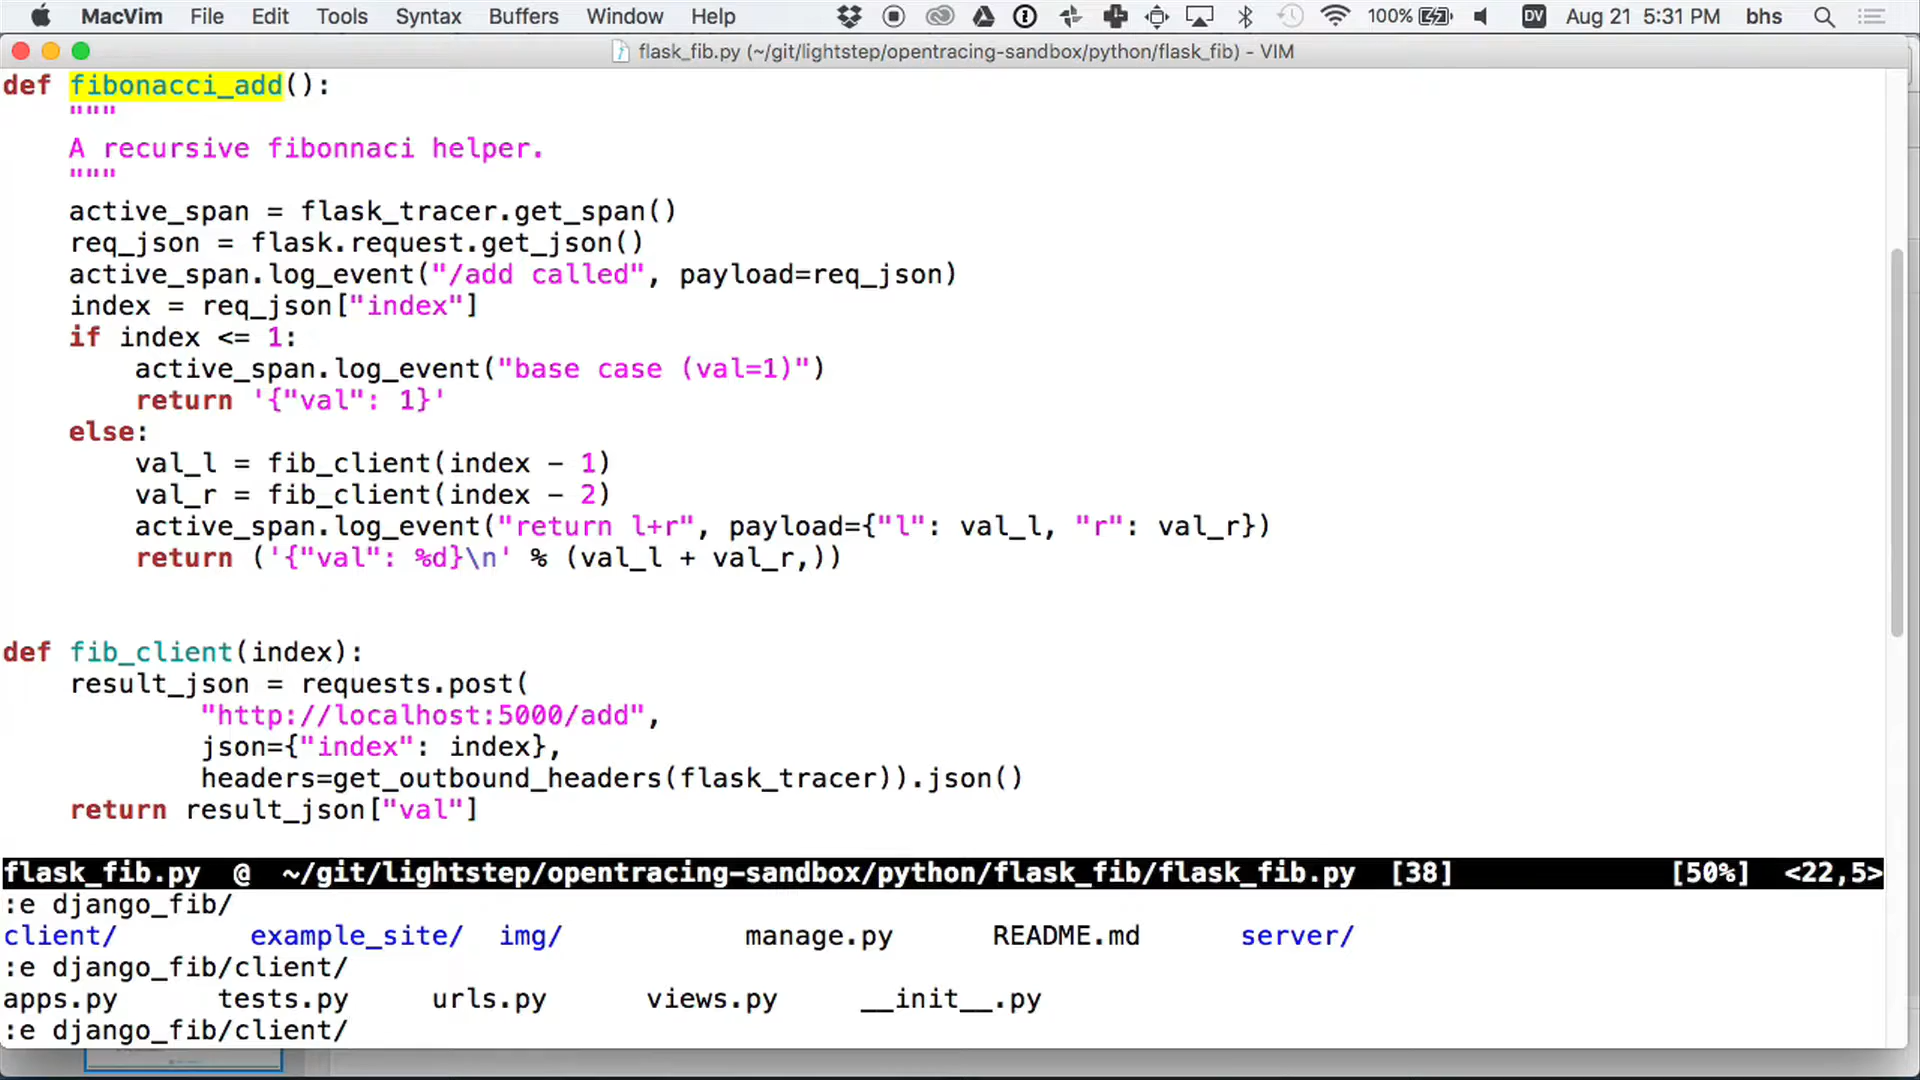 MacVim File Edit Tools Syntax Buffers Window Help 100% DV Aug 21 5:31 PM bhs
flask_fib.py (~/git/lightstep/opentracing-sandbox/python/flask_fib) - VIM
def fibonacci_add():
"""
A recursive fibonnaci helper.
"""
active_span = flask_tracer.get_span()
req_json = flask.request.get_json()
active_span.log_event("/add called", payload=req_json)
index = req_json["index"]
if index <= 1:
active_span.log_event("base case (val=1)")
return '{"val": 1}'
else:
val_l = fib_client(index - 1)
val_r = fib_client(index - 2)
active_span.log_event("return l+r", payload={"l": val_l, "r": val_r})
return ('{"val": %d}\n' % (val_l + val_r,))
def fib_client(index):
result_json = requests.post(
"http://localhost:5000/add",
json={"index": index},
headers=get_outbound_headers(flask_tracer)).json()
return result_json["val"]
flask_fib.py @ ~/git/lightstep/opentracing-sandbox/python/flask_fib/flask_fib.py [38] [50%] <22,5>
:e django_fib/
client/ example_site/ img/ manage.py README.md server/
:e django_fib/client/
apps.py tests.py urls.py views.py __init__.py
:e django_fib/client/